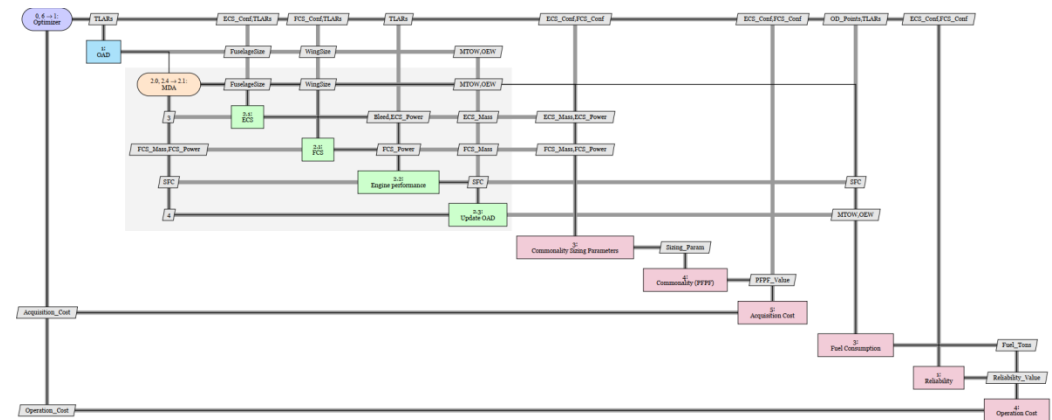 0, 6 → 1:
Optimizer
TLARs
ECS_Conf,TLARs
FCS_Conf,TLARs
TLARs
ECS_Conf,FCS_Conf
ECS_Conf,FCS_Conf
OD_Points,TLARs
ECS_Conf,FCS_Conf
1:
OAD
FuselageSize
WingSize
MTOW,OEW
2.0, 2.4 → 2.1:
MDA
FuselageSize
WingSize
MTOW,OEW
3
2.1:
ECS
Bleed,ECS_Power
ECS_Mass
ECS_Mass,ECS_Power
FCS_Mass,FCS_Power
2.1:
FCS
FCS_Power
FCS_Mass
FCS_Mass,FCS_Power
SFC
2.2:
Engine performance
SFC
SFC
4
2.3:
Update OAD
MTOW,OEW
3:
Commonality Sizing Parameters
Sizing_Param
4:
Commonality (PFPF)
PFPF_Value
Acquisition_Cost
5:
Acquisition Cost
3:
Fuel Consumption
Fuel_Tons
Reliability
Reliability_Value
Operation_Cost
4:
Operation Cost